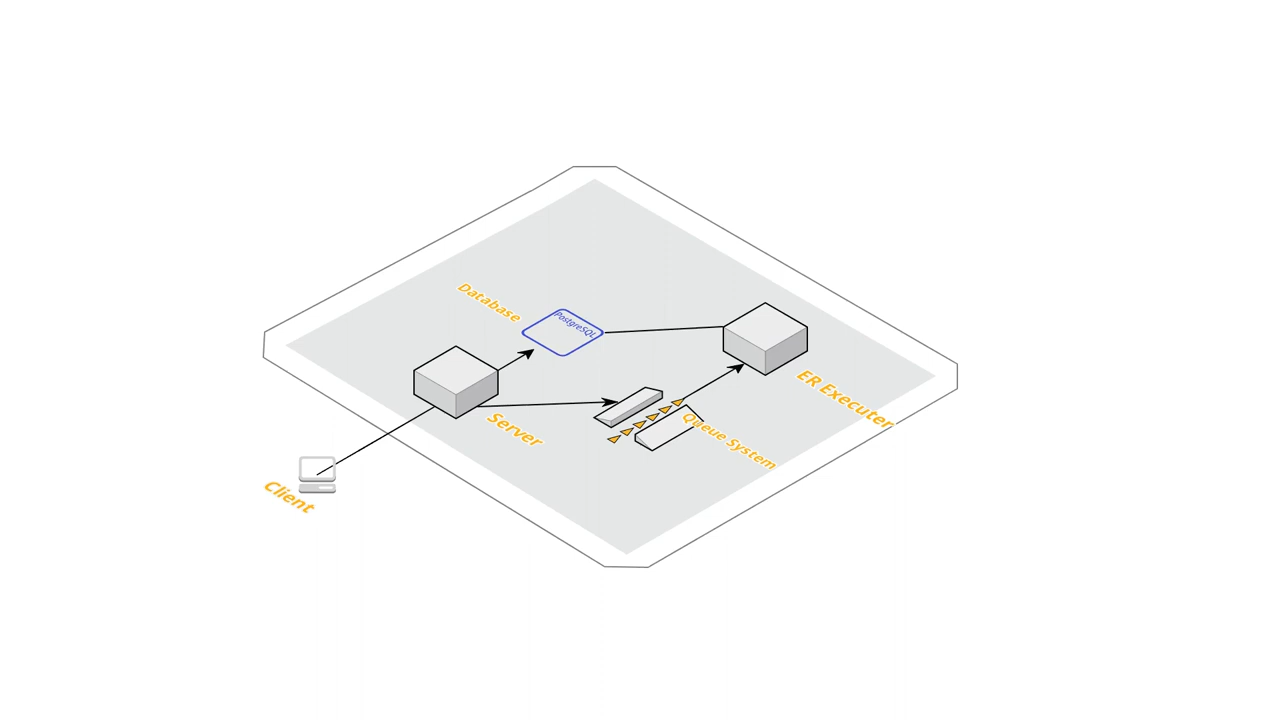 Database
PostgreSQL
ER Executer
Server
Queue System
Client